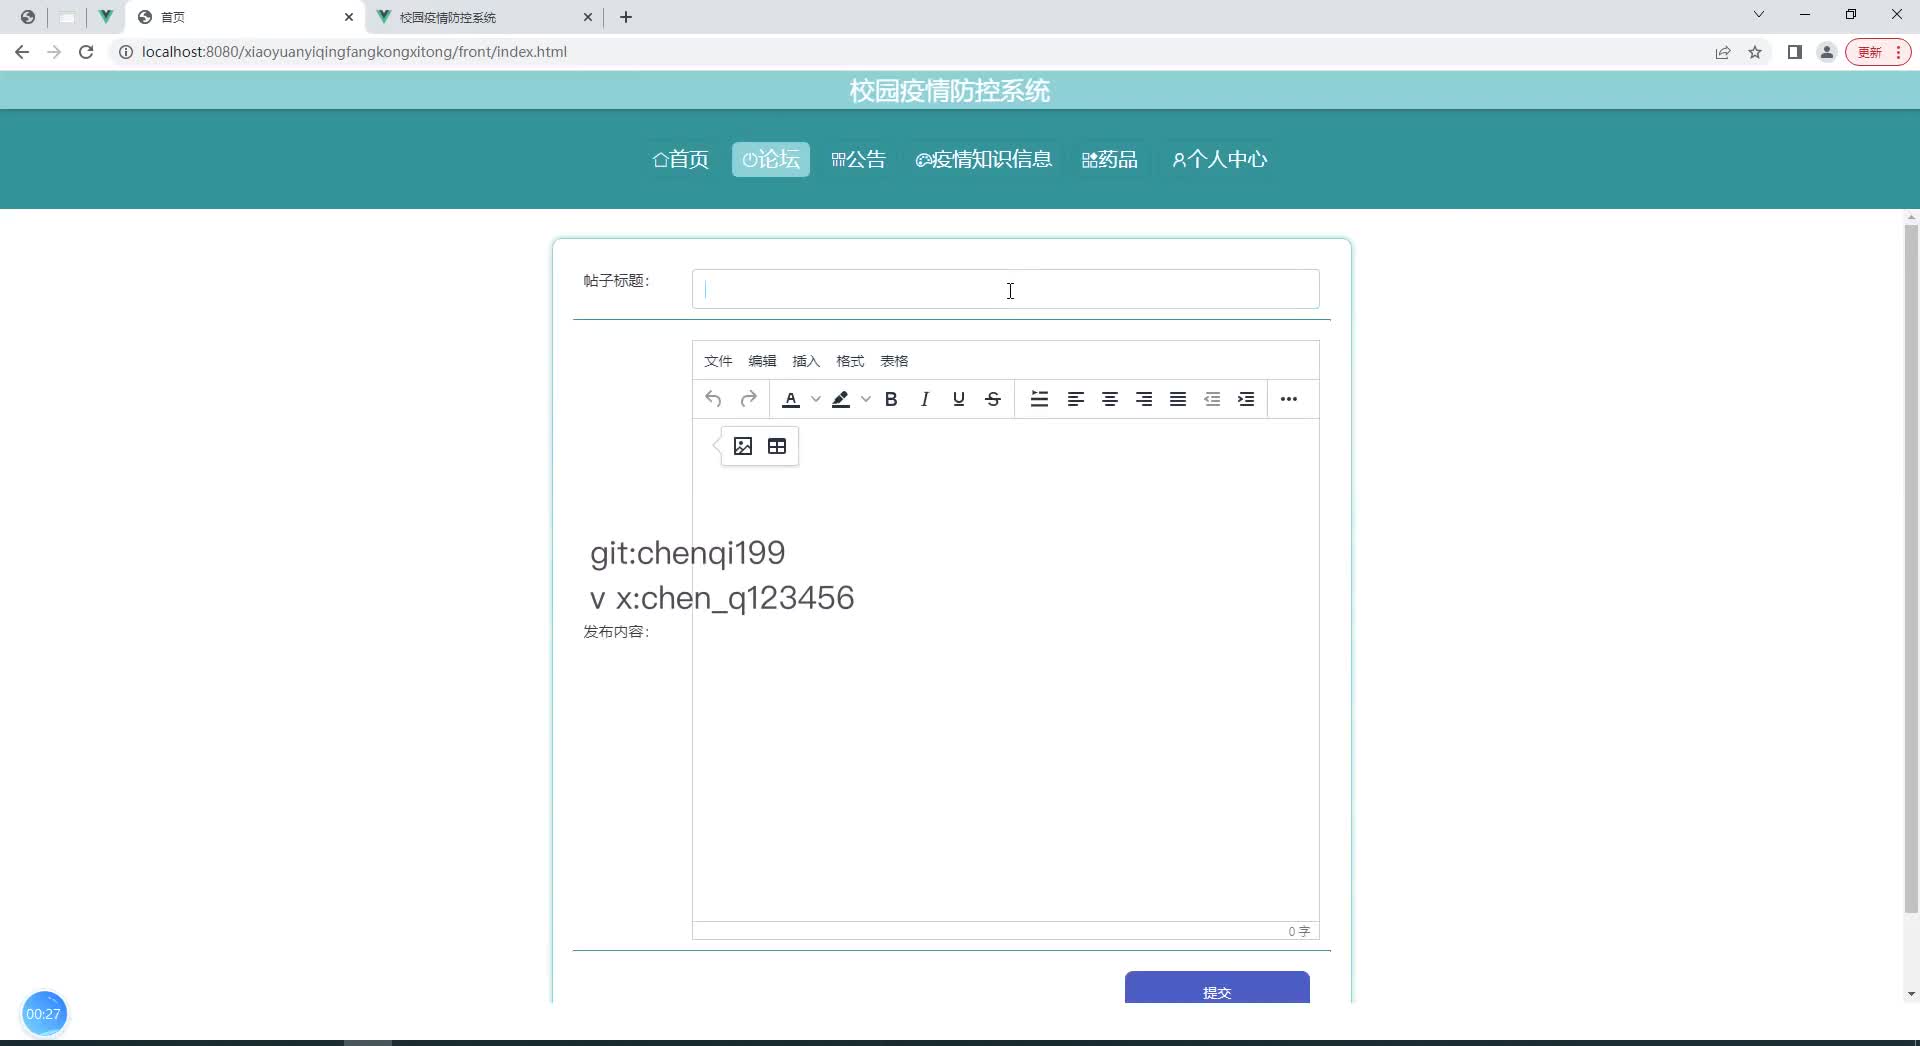 首页
校园疫情防控系统
localhost:8080/xiaoyuanyiqingfangkongxitong/front/index.html
更新
校园疫情防控系统
首页 论坛 公告 疫情知识信息 药品 个人中心
帖子标题:
文件 编辑 插入 格式 表格
A B I U S
git:chenqi199
v x:chen_q123456
发布内容:
0 字
提交
00:27